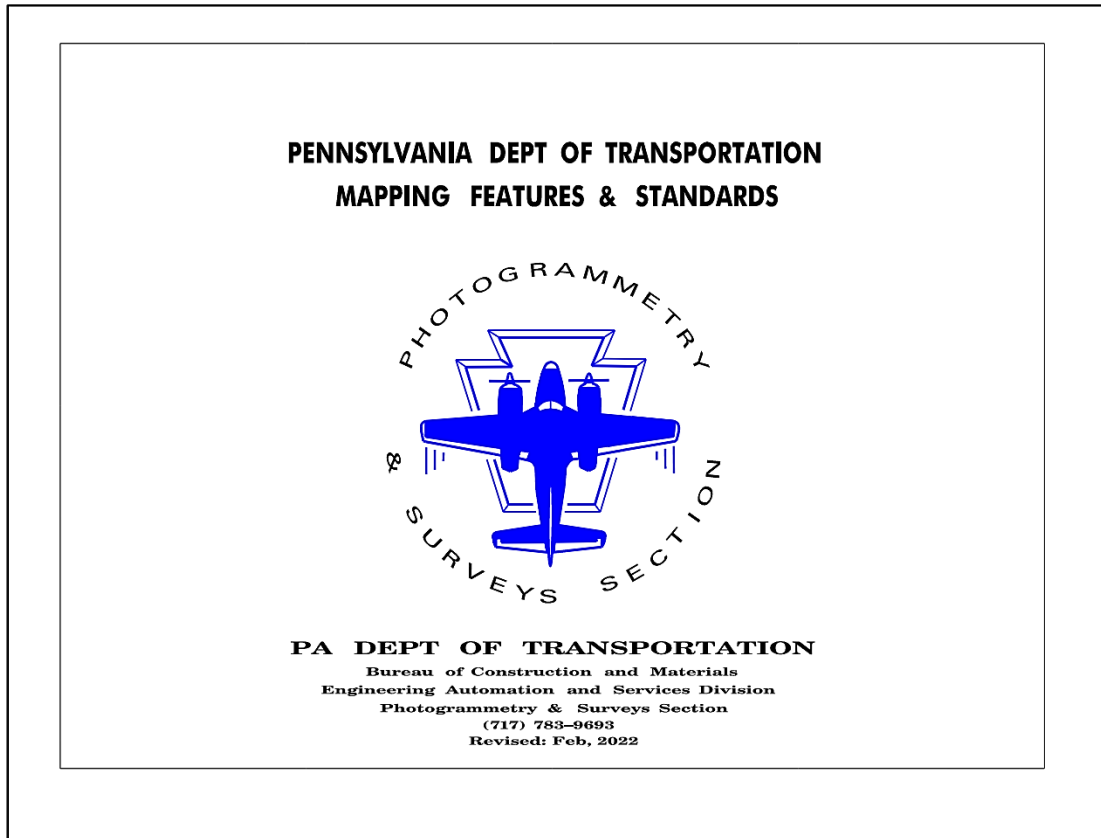 PENNSYLVANIA DEPT OF TRANSPORTATION
MAPPING FEATURES & STANDARDS
PHOTOGRAMMETRY
& SURVEYS SECTION
PA DEPT OF TRANSPORTATION
Bureau of Construction and Materials
Engineering Automation and Services Division
Photogrammetry & Surveys Section
(717) 783–9693
Revised: Feb, 2022